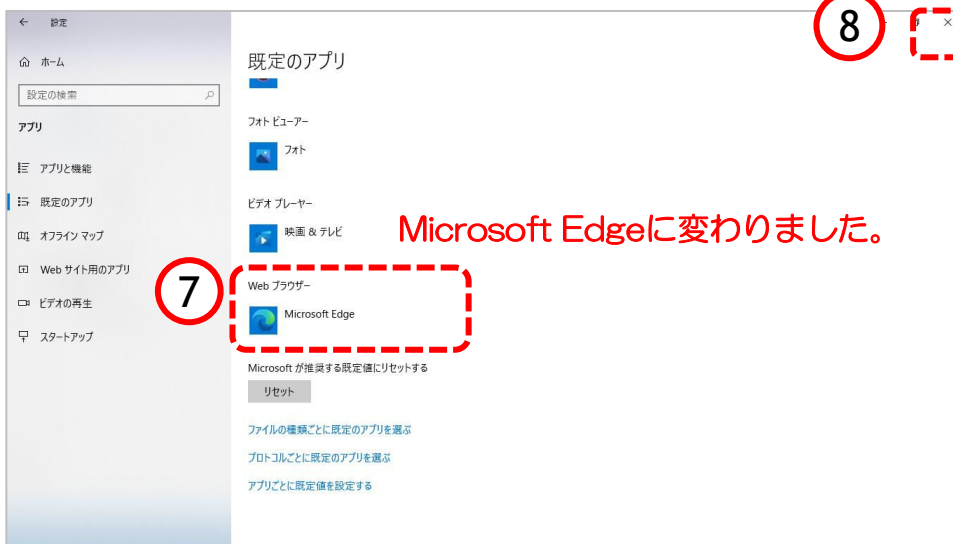 設定
8
ホーム
既定のアプリ
設定の検索
アプリ
フォト ビューアー
フォト
アプリと機能
既定のアプリ
ビデオ プレーヤー
映画 & テレビ
Microsoft Edgeに変わりました。
オフライン マップ
Web サイト用のアプリ
7
Web ブラウザー
Microsoft Edge
ビデオの再生
スタートアップ
Microsoft が推奨する既定値にリセットする
リセット
ファイルの種類ごとに既定のアプリを選ぶ
プロトコルごとに既定のアプリを選ぶ
アプリごとに既定値を設定する